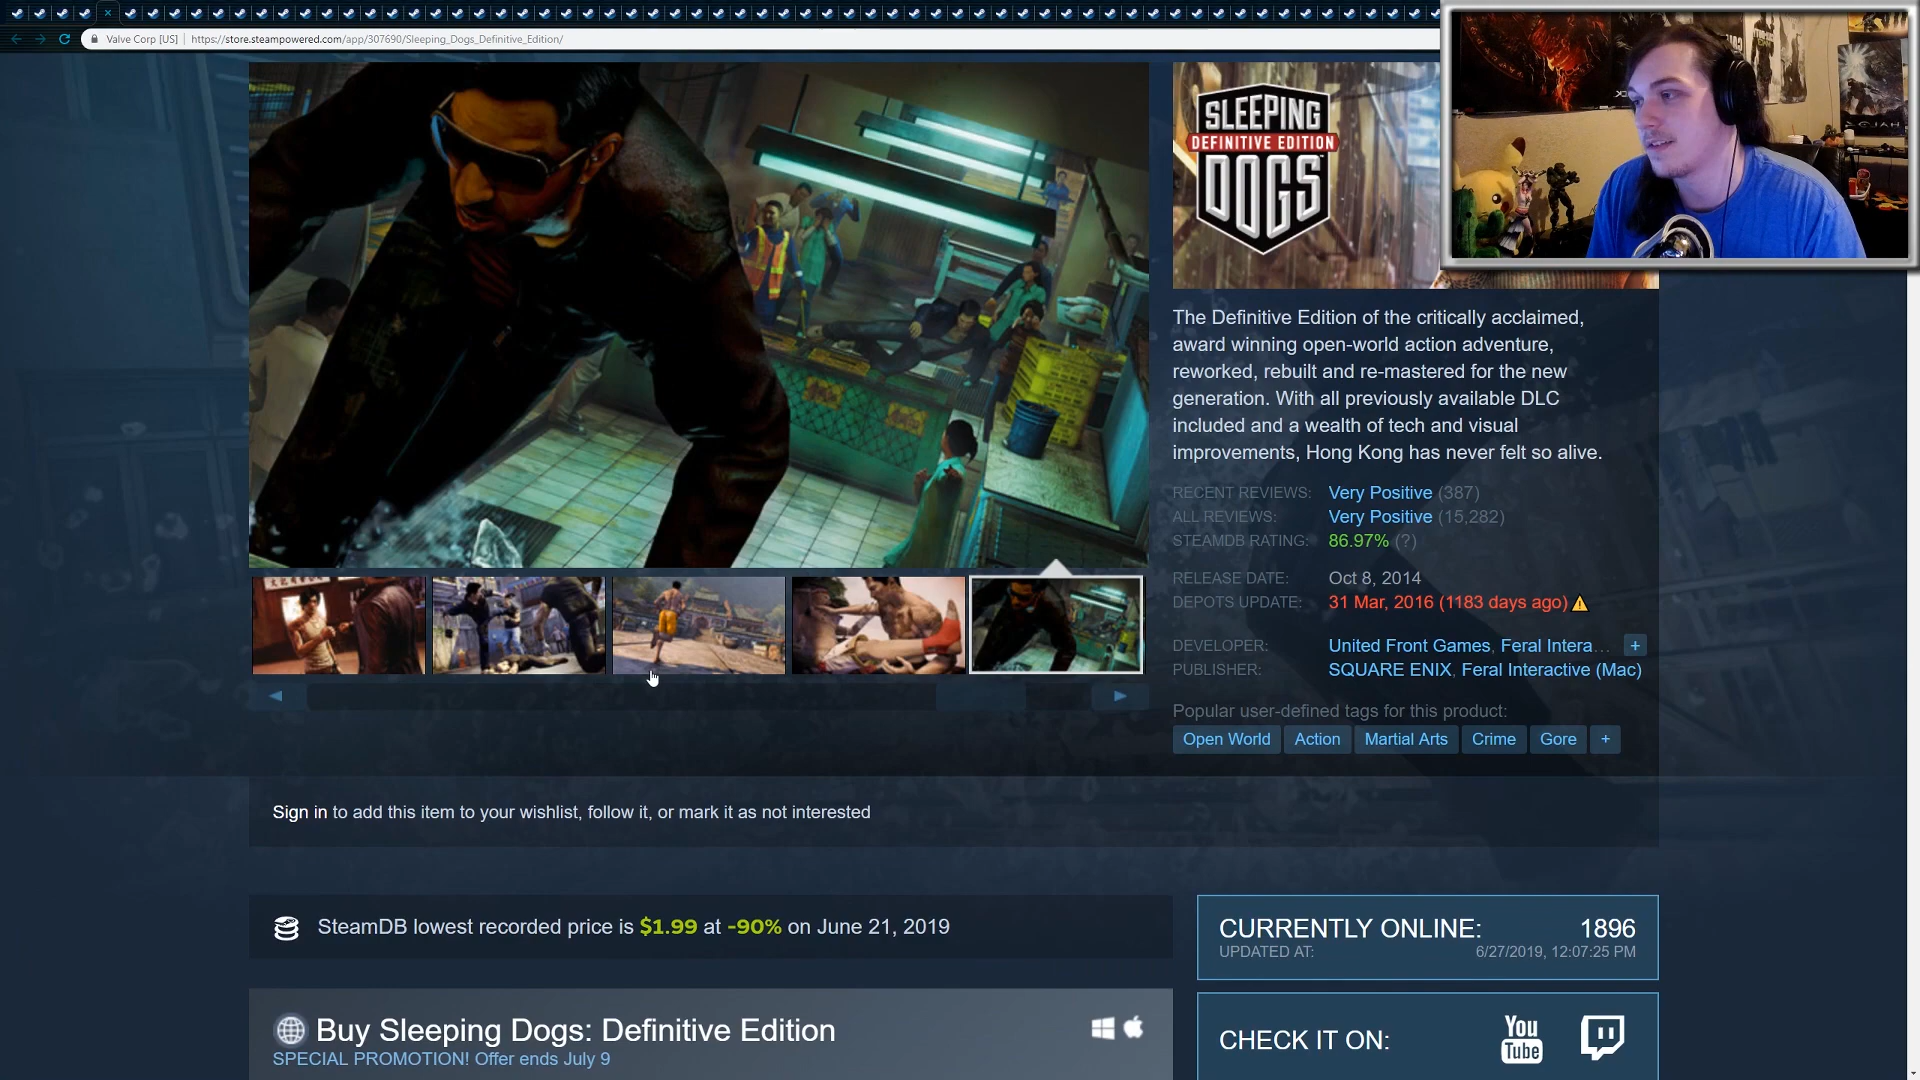 Valve Corp [US] | https://store.steampowered.com/app/307690/Sleeping_Dogs_Definitive_Edition/
SLEEPING
DEFINITIVE EDITION
DOGS
The Definitive Edition of the critically acclaimed,
award winning open-world action adventure,
reworked, rebuilt and re-mastered for the new
generation. With all previously available DLC
included and a wealth of tech and visual
improvements, Hong Kong has never felt so alive.
RECENT REVIEWS: Very Positive (387)
ALL REVIEWS: Very Positive (15,282)
STEAMDB RATING: 86.97% (?)
RELEASE DATE: Oct 8, 2014
DEPOTS UPDATE: 31 Mar, 2016 (1183 days ago)
DEVELOPER: United Front Games, Feral Intera... +
PUBLISHER: SQUARE ENIX, Feral Interactive (Mac)
Popular user-defined tags for this product:
Open World Action Martial Arts Crime Gore +
Sign in to add this item to your wishlist, follow it, or mark it as not interested
SteamDB lowest recorded price is $1.99 at -90% on June 21, 2019
CURRENTLY ONLINE: 1896
UPDATED AT: 6/27/2019, 12:07:25 PM
Buy Sleeping Dogs: Definitive Edition
SPECIAL PROMOTION! Offer ends July 9
CHECK IT ON: You Tube